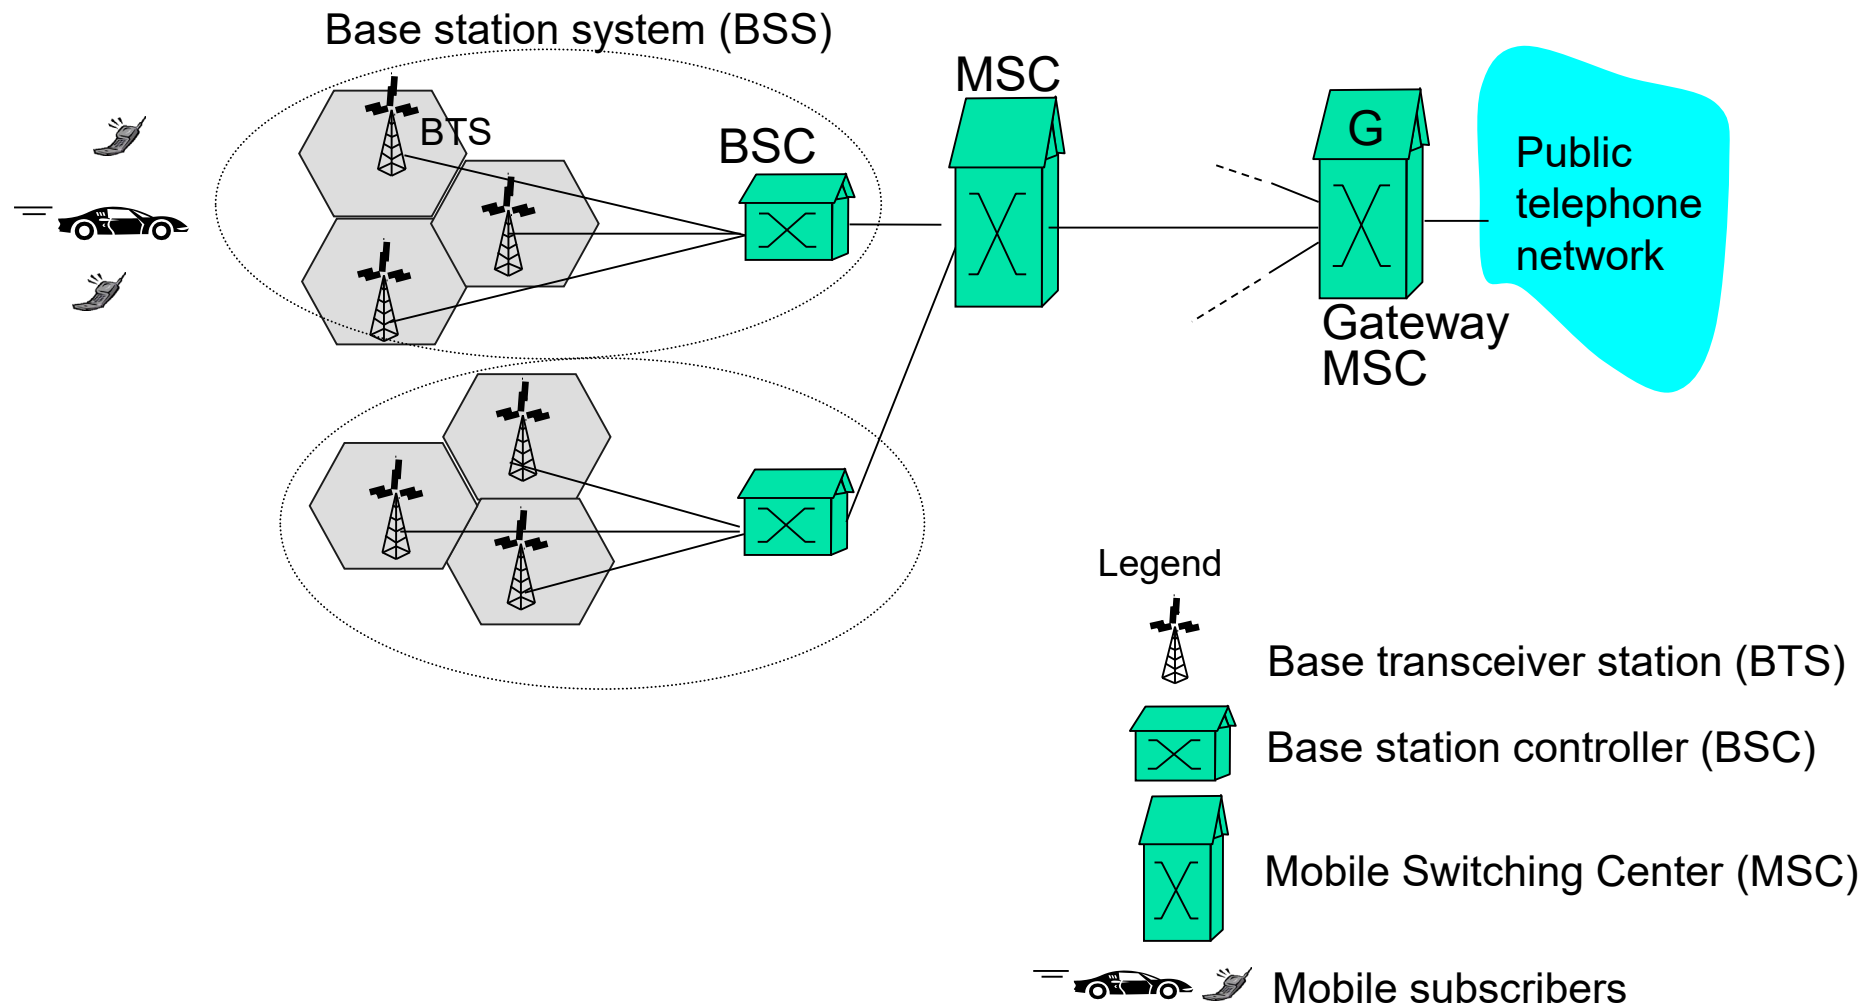 Base station system (BSS)
MSC
BTS
BSC
G
Public
telephone
network
Gateway
MSC
Legend
Base transceiver station (BTS)
Base station controller (BSC)
Mobile Switching Center (MSC)
Mobile subscribers